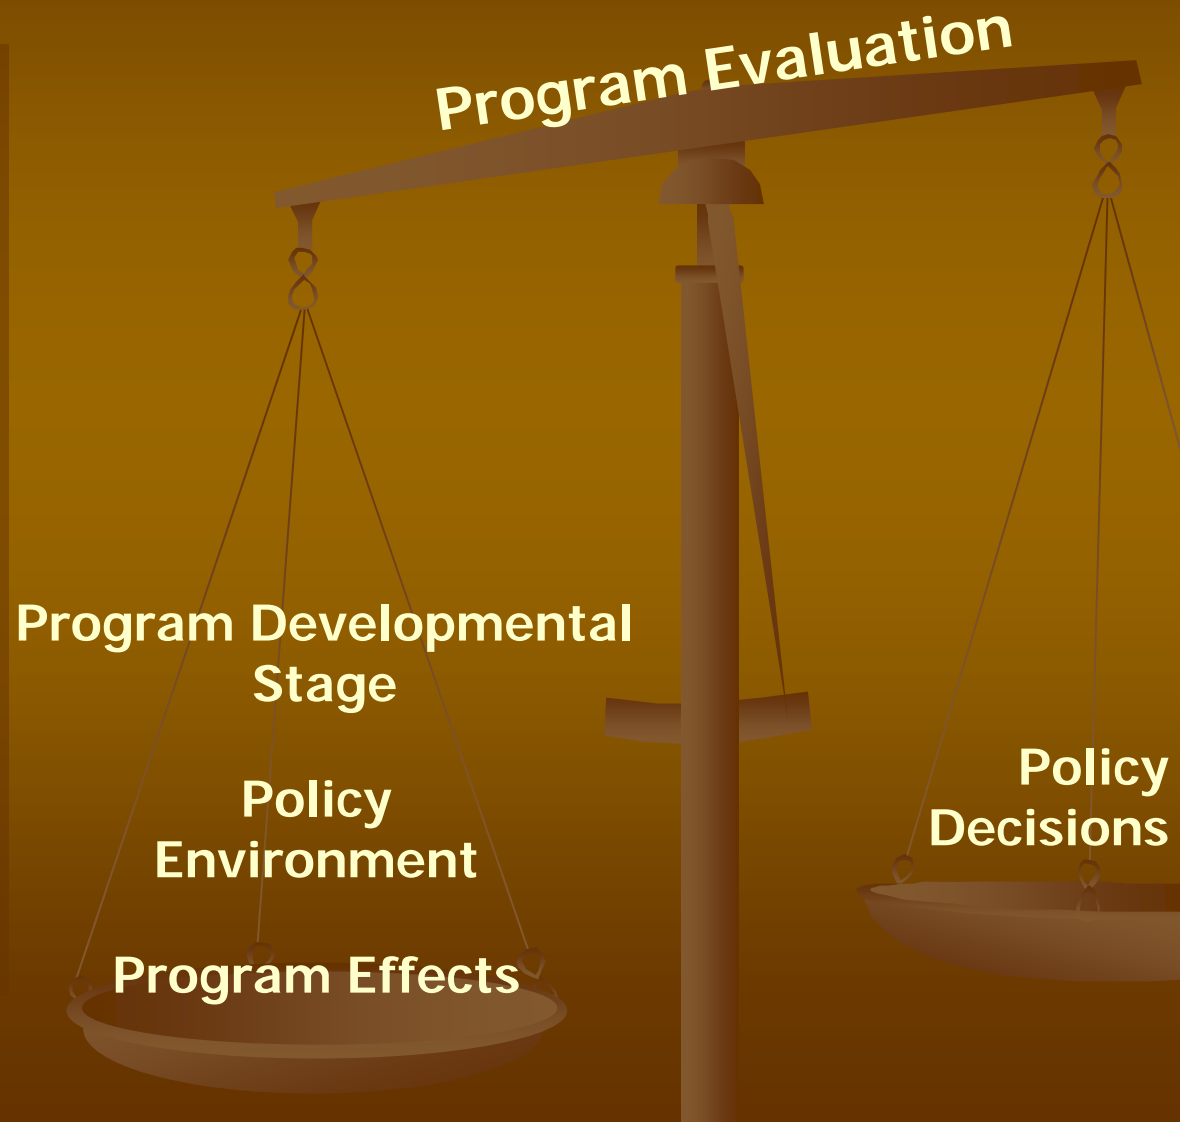 Program Evaluation
Program Developmental
Stage
Policy
Environment
Program Effects
Policy
Decisions